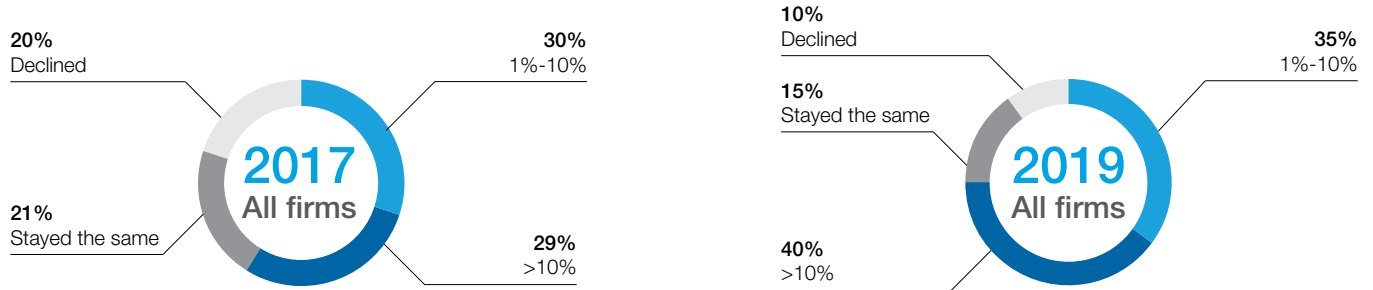 20%
Declined
30%
1%-10%
2017
All firms
21%
Stayed the same
29%
>10%
10%
Declined
35%
1%-10%
15%
Stayed the same
2019
All firms
40%
>10%